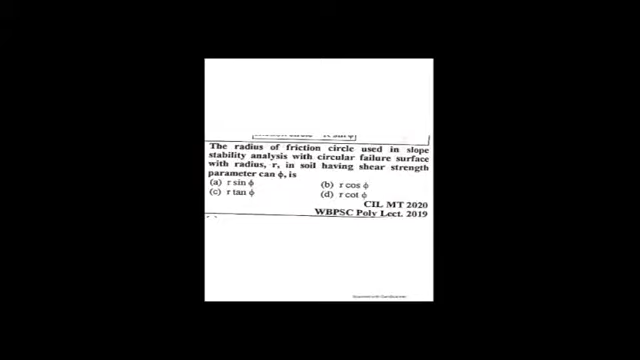 The radius of friction circle used in slope
stability analysis with circular failure surface
with radius, r, in soil having shear strength
parameter can ϕ, is
(a) r sin ϕ (b) r cos ϕ
(c) r tan ϕ (d) r cot ϕ
CIL MT 2020
WBPSC Poly Lect. 2019